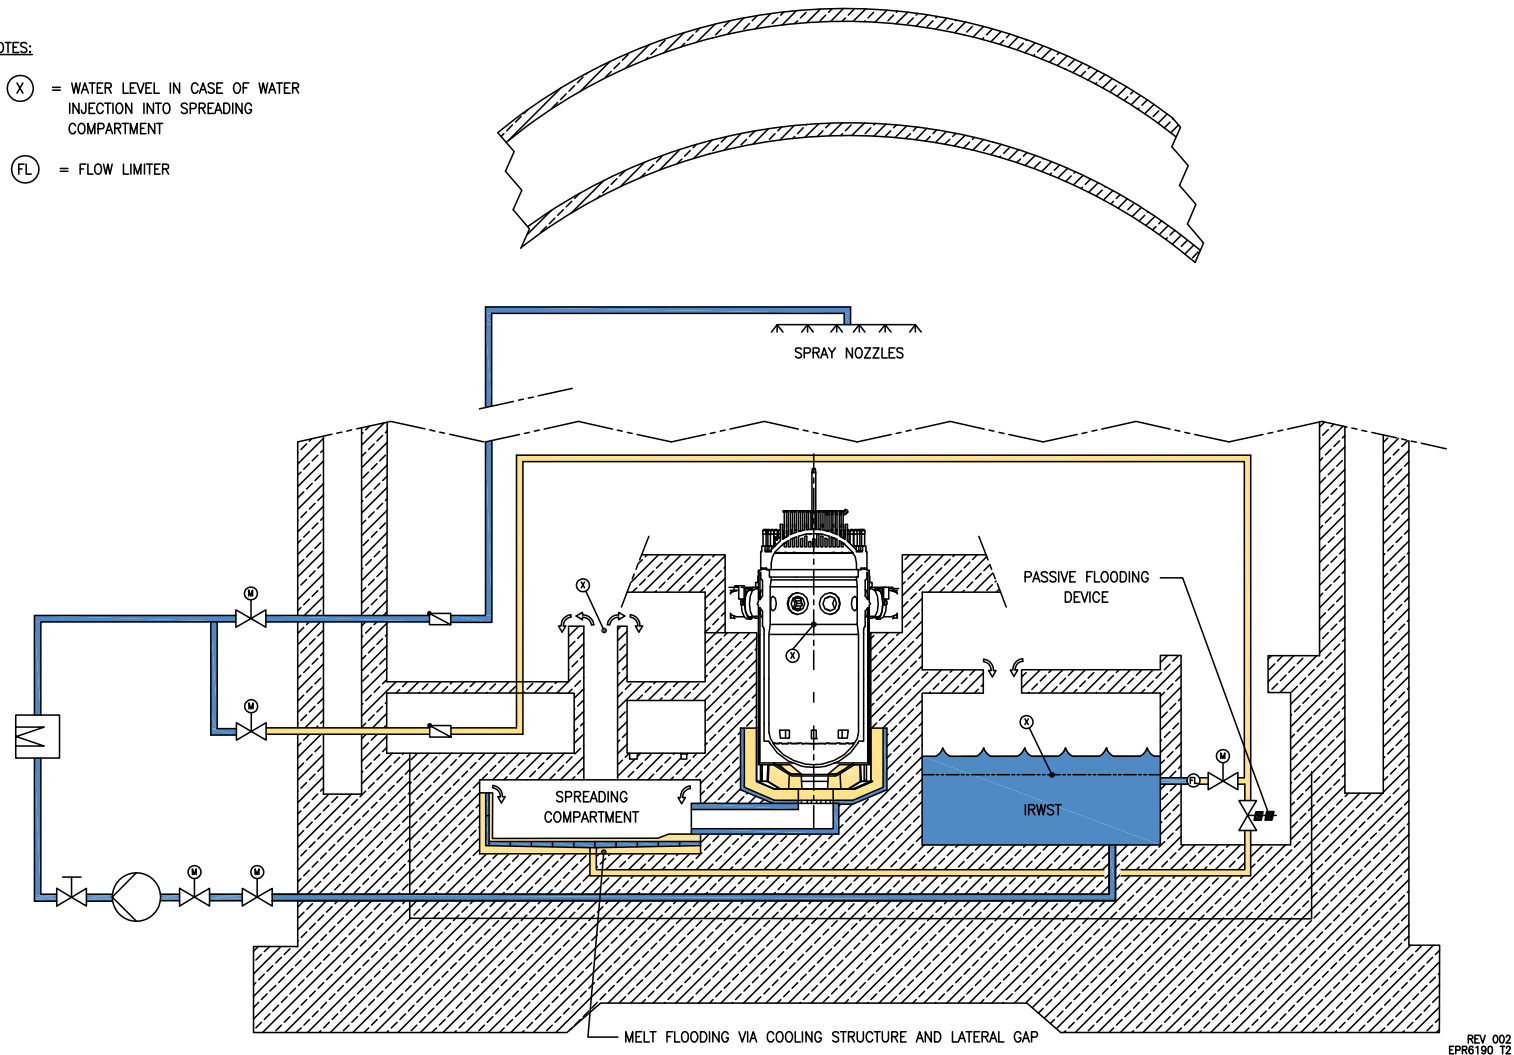 OTES:
X = WATER LEVEL IN CASE OF WATER
INJECTION INTO SPREADING
COMPARTMENT
FL = FLOW LIMITER
SPRAY NOZZLES
X
PASSIVE FLOODING
DEVICE
M
X
M
X
M
FL
SPREADING
COMPARTMENT
IRWST
M
M
MELT FLOODING VIA COOLING STRUCTURE AND LATERAL GAP
REV 002
EPR6190 T2